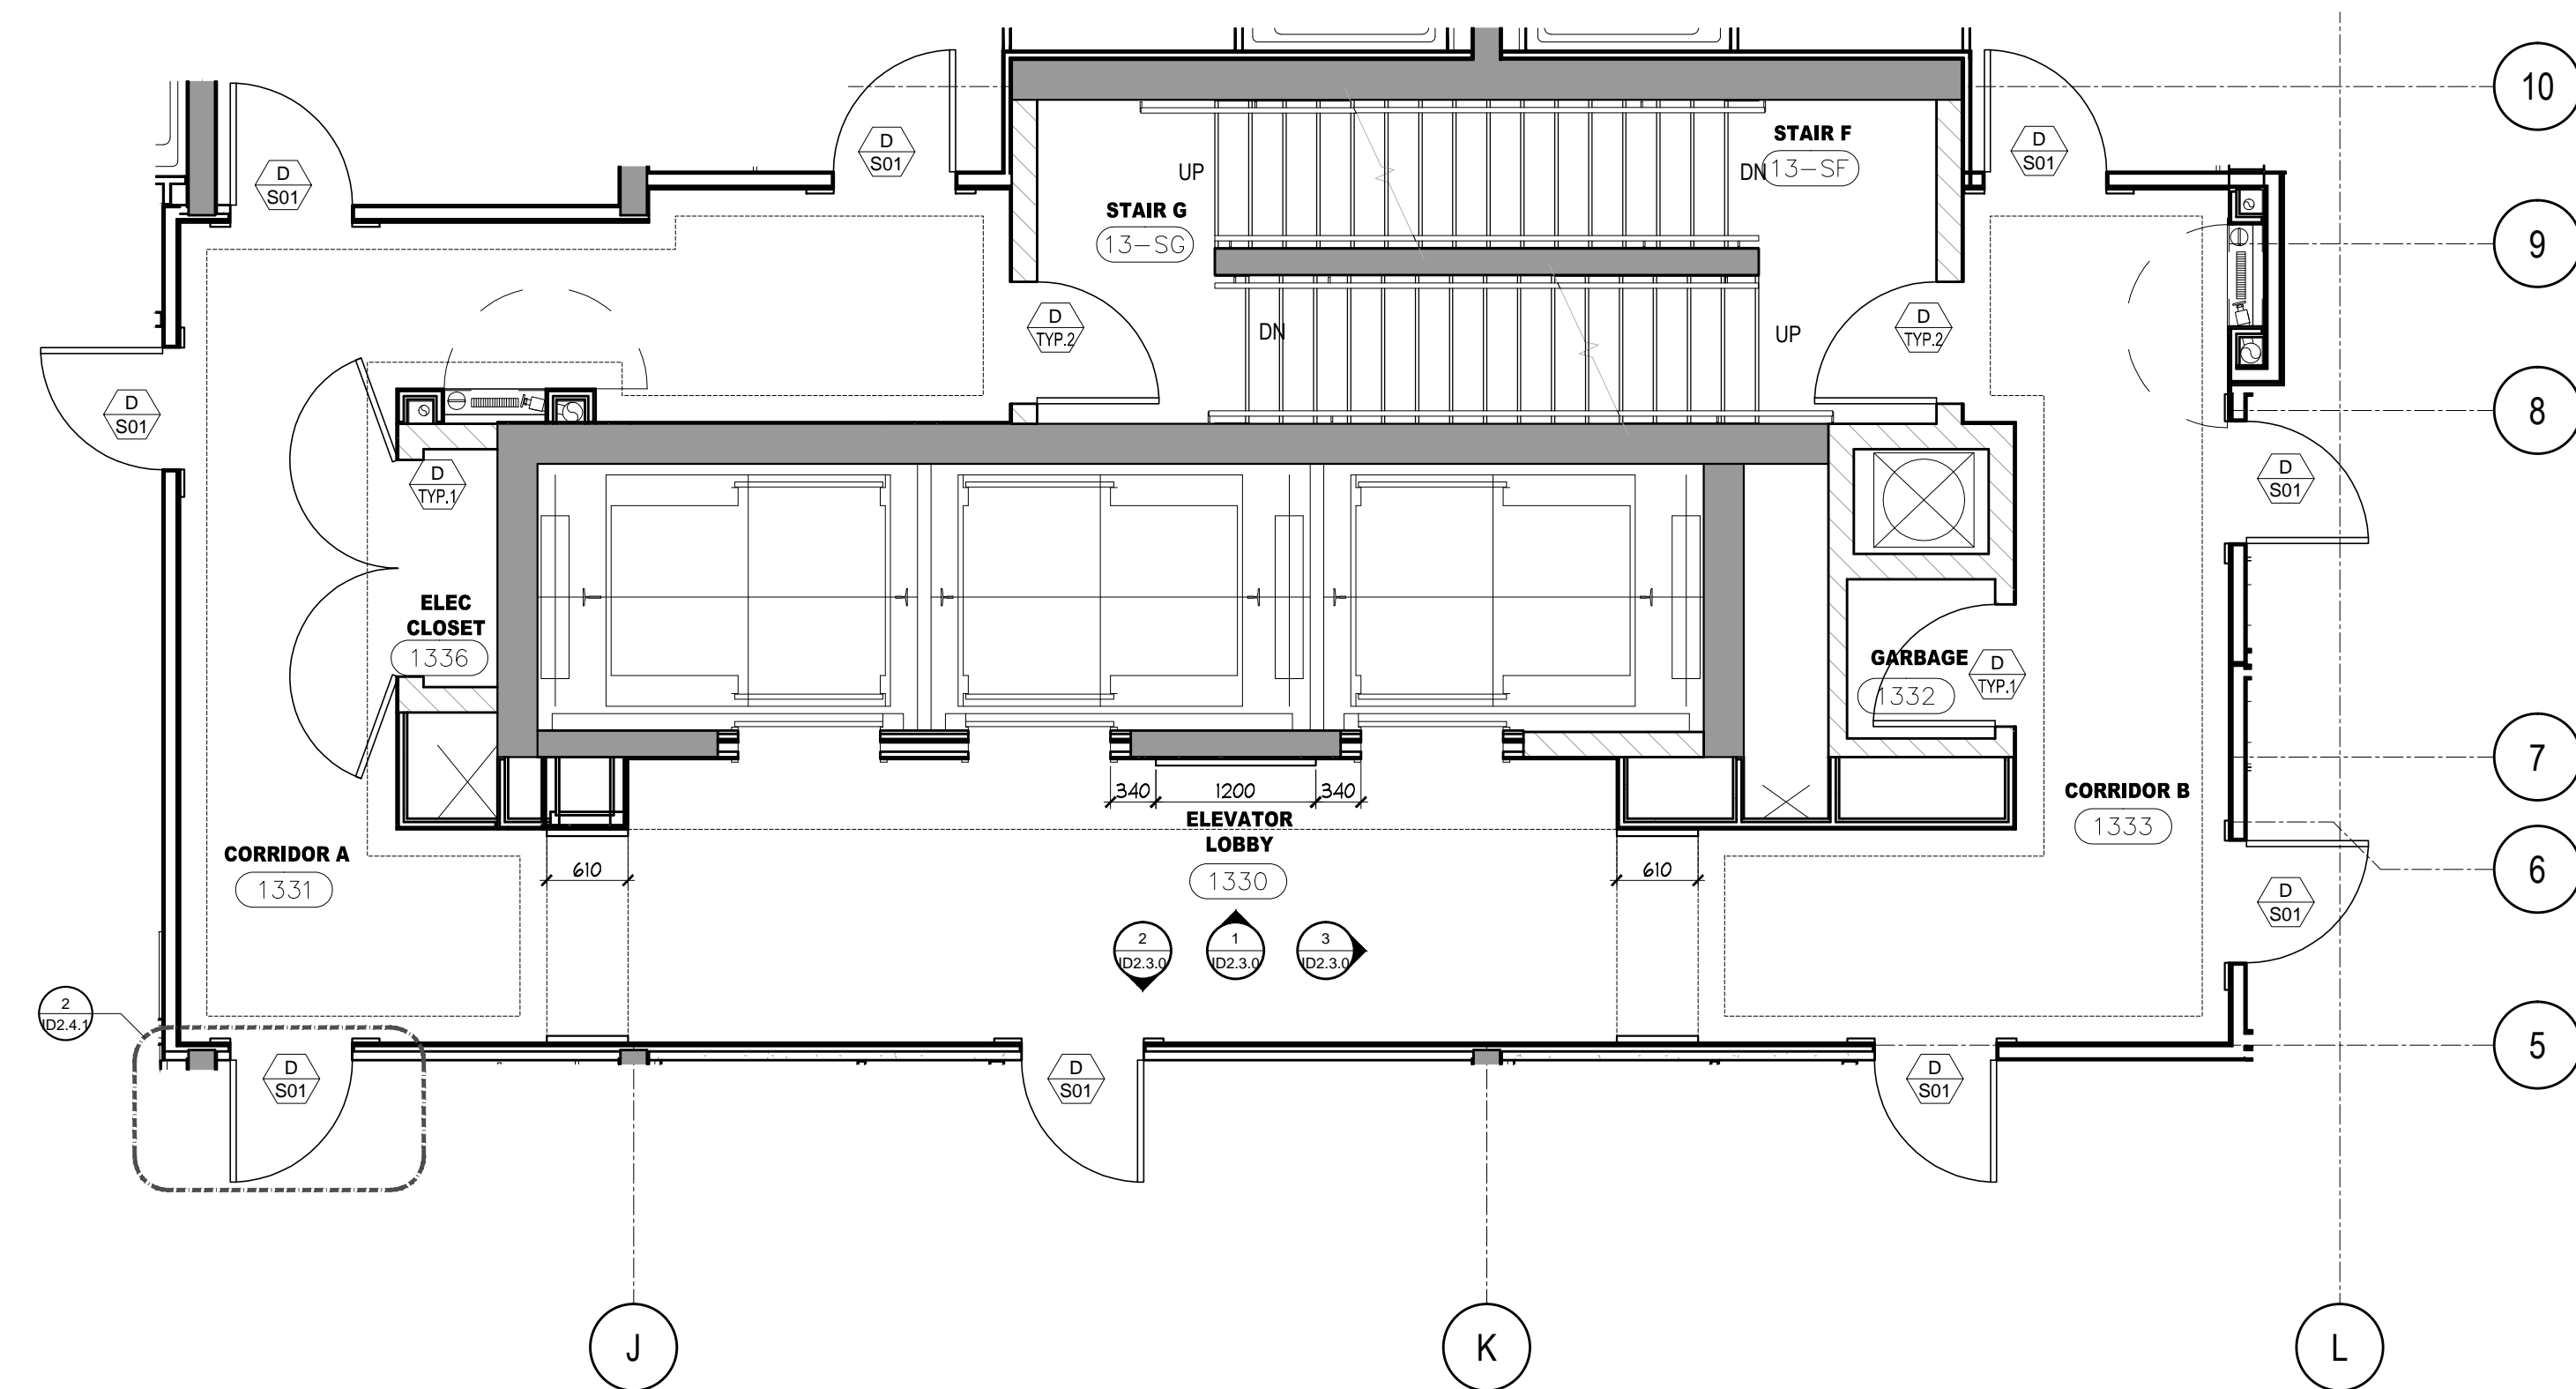 10
D
S01
D
S01
D
S01
STAIR F
13-SF
UP
DN
STAIR G
13-SG
9
D
TYP.2
D
TYP.2
DN
UP
8
D
S01
D
S01
D
TYP.1
ELEC
CLOSET
1336
GARBAGE
1332
D
TYP.1
7
340
1200
340
CORRIDOR B
1333
ELEVATOR
LOBBY
1330
CORRIDOR A
1331
610
610
6
D
S01
2
ID2.3.0
1
ID2.3.0
3
ID2.3.0
2
ID2.4.1
5
D
S01
D
S01
D
S01
J
K
L